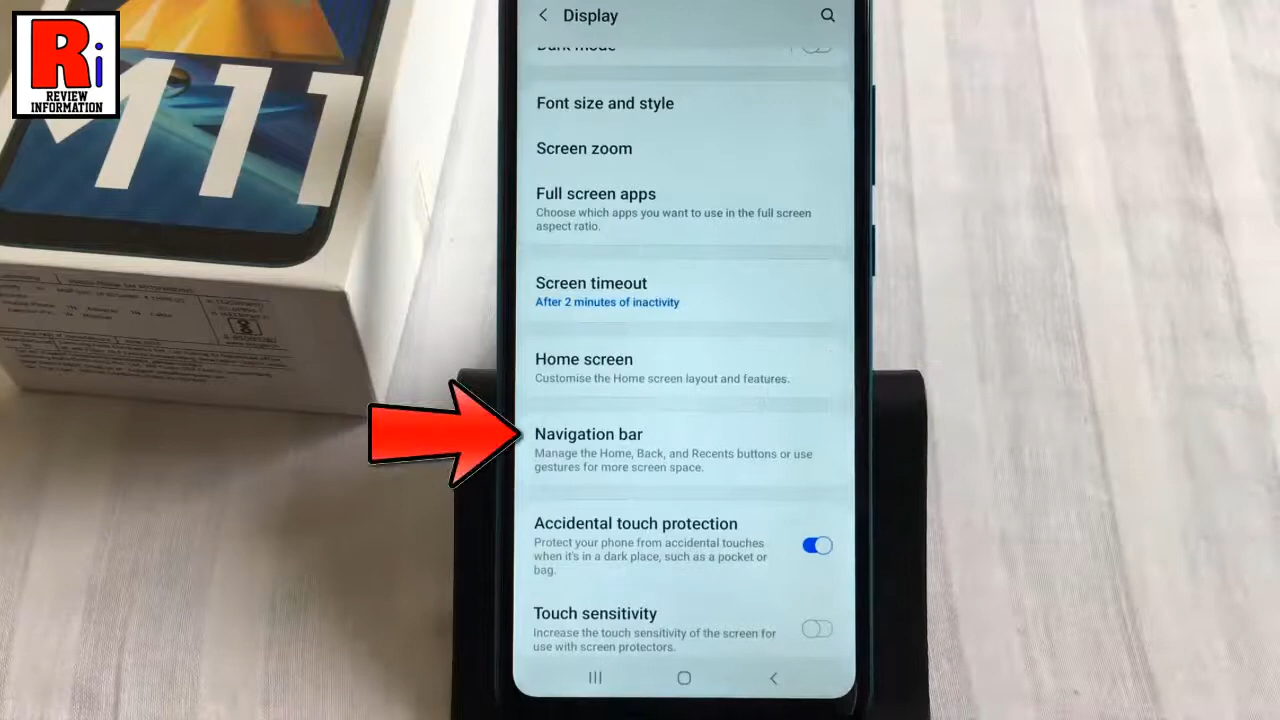 Ri
REVIEW
INFORMATION
M11
Display
Dark mode
Font size and style
Screen zoom
Full screen apps
Choose which apps you want to use in the full screen
aspect ratio.
Screen timeout
After 2 minutes of inactivity
Home screen
Customise the Home screen layout and features.
Navigation bar
Manage the Home, Back, and Recents buttons or use
gestures for more screen space.
Accidental touch protection
Protect your phone from accidental touches
when it's in a dark place, such as a pocket or
bag.
Touch sensitivity
Increase the touch sensitivity of the screen for
use with screen protectors.